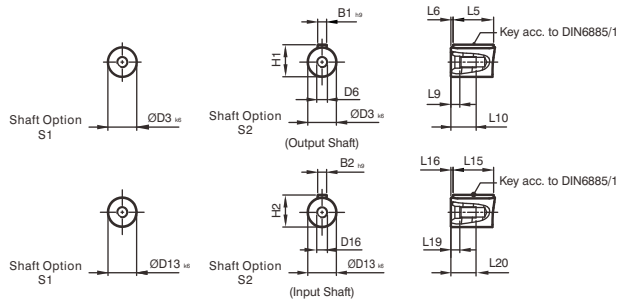 B1 h9
L6 L5
Key acc. to DIN6885/1
H1
D6
L9
L10
Shaft Option
S1
ØD3 k6
Shaft Option
S2
ØD3 k6
(Output Shaft)
B2 h9
L16 L15
Key acc. to DIN6885/1
H2
D16
L19
L20
Shaft Option
S1
ØD13 k6
Shaft Option
S2
ØD13 k6
(Input Shaft)